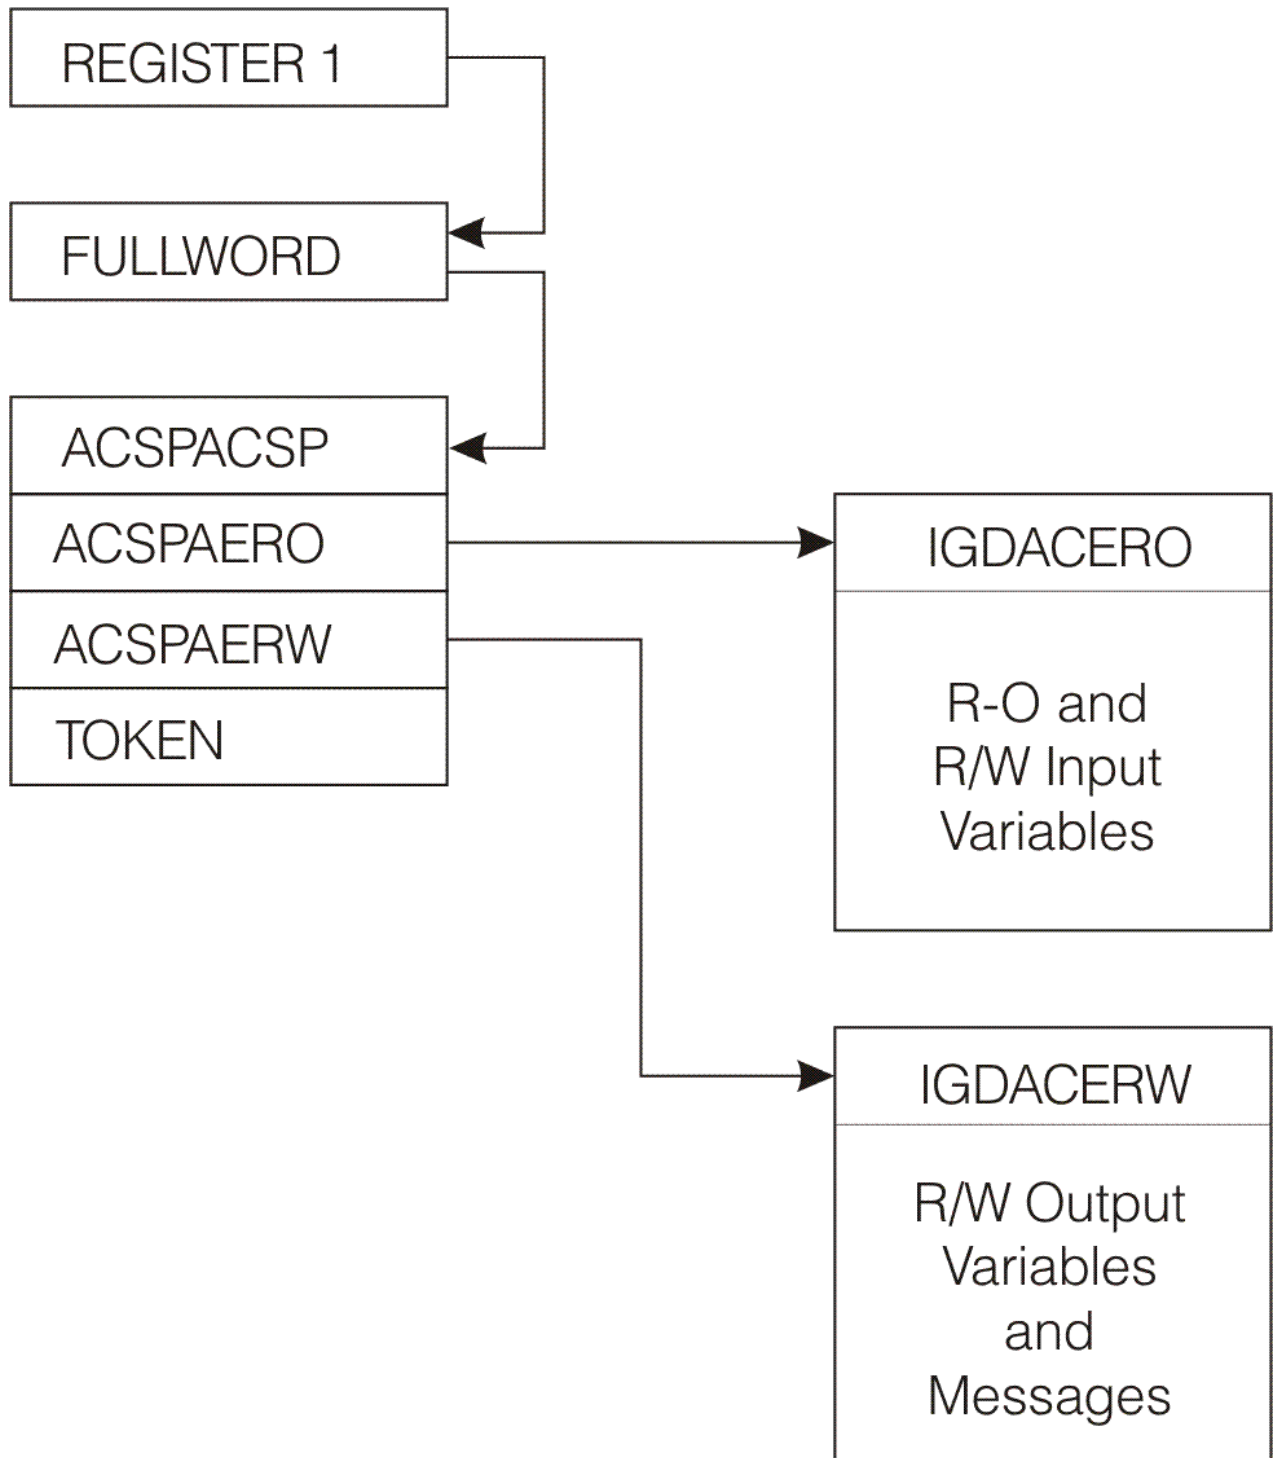 REGISTER 1
FULLWORD
ACSPACSP
ACSPAERO
ACSPAERW
TOKEN
IGDACERO
R-O and
R/W Input
Variables
IGDACERW
R/W Output
Variables
and
Messages